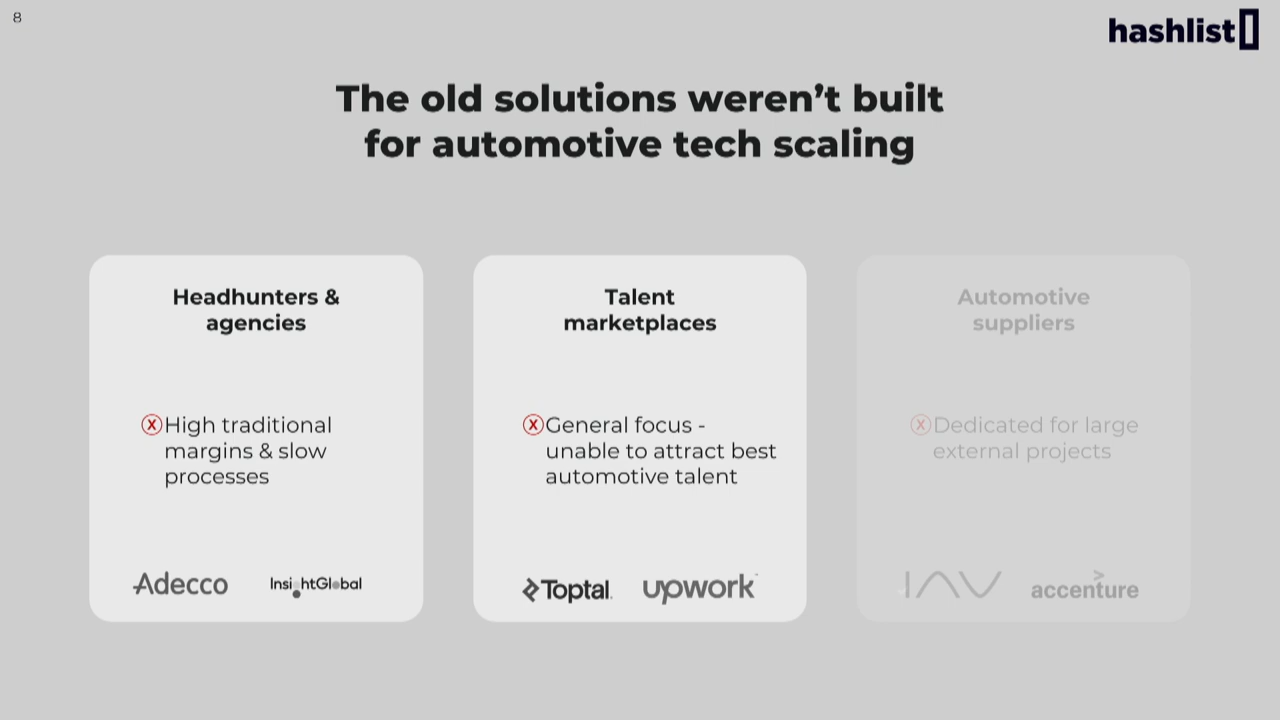 8
hashlist
The old solutions weren’t built
for automotive tech scaling
Headhunters &
agencies
High traditional
margins & slow
processes
Adecco
InsightGlobal
Talent
marketplaces
General focus -
unable to attract best
automotive talent
Toptal
upwork
Automotive
suppliers
Dedicated for large
external projects
IAV
accenture